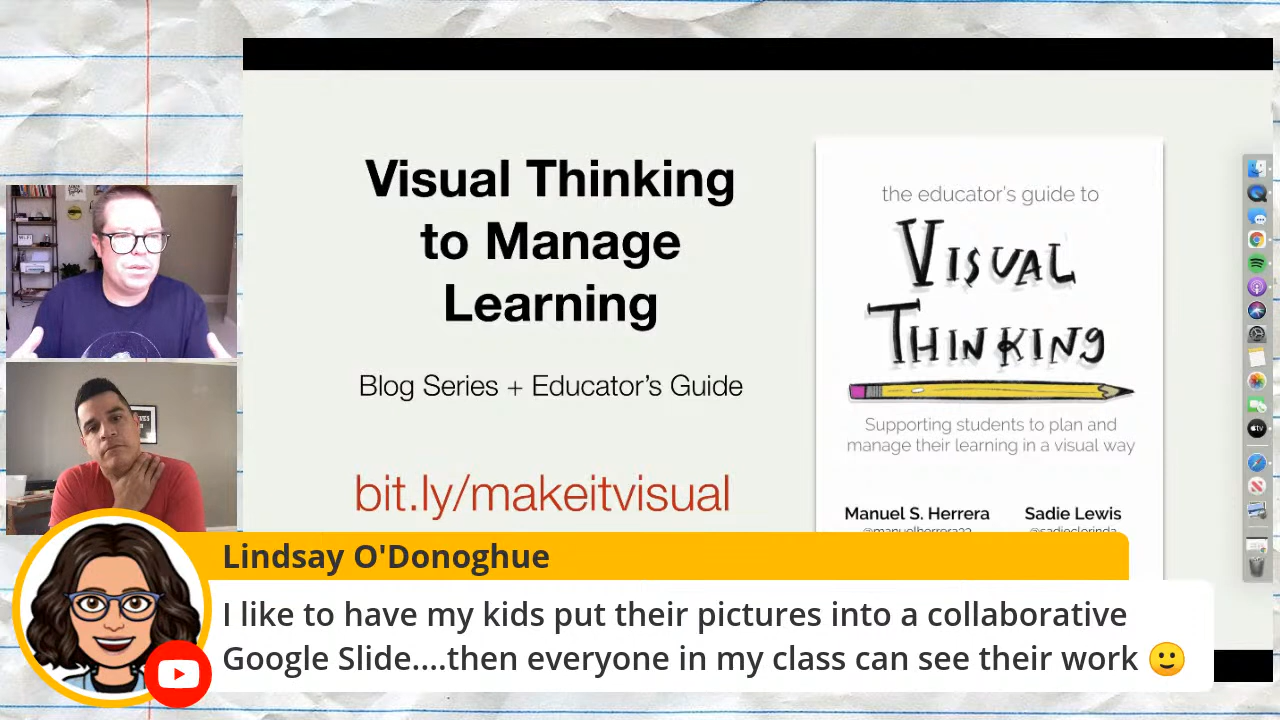 Visual Thinking
to Manage
Learning
Blog Series + Educator's Guide
bit.ly/makeitvisual
the educator's guide to
VISUAL
THINKING
Supporting students to plan and
manage their learning in a visual way
Manuel S. Herrera Sadie Lewis
Lindsay O'Donoghue
I like to have my kids put their pictures into a collaborative
Google Slide....then everyone in my class can see their work 🙂